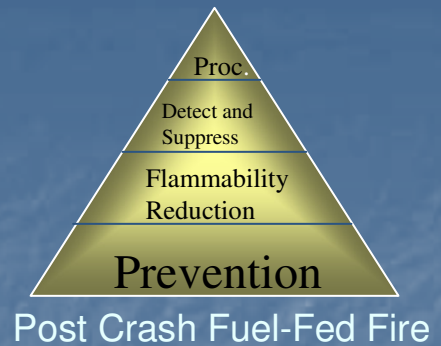 Proc.
Detect and
Suppress
Flammability
Reduction
Prevention
Post Crash Fuel-Fed Fire